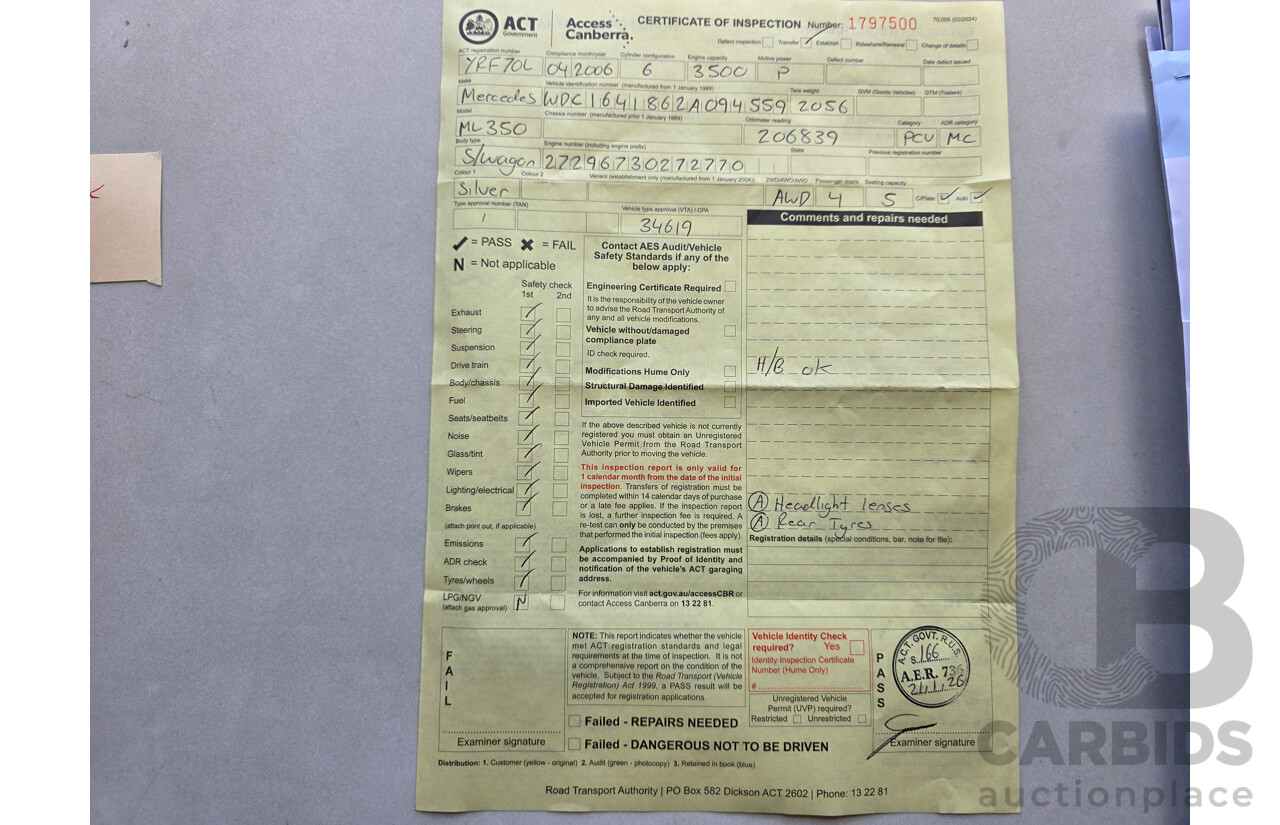 ACT
Government
Access
Canberra.
CERTIFICATE OF INSPECTION Number: 1797500
70.005 (03/2024)
Defect inspection Transfer Establish Rideshare/Renewal Change of details
ACT registration number Compliance month/year Cylinder configuration Engine capacity Motive power Defect number Date defect issued
YRF70L 04 2006 6 3500 P
Make Vehicle identification number (manufactured from 1 January 1989) Tare weight GVM (Goods Vehicles) GTM (Trailers)
Mercedes WDC1641862A094559 2056
Model Chassis number (manufactured prior 1 January 1989) Odometer reading Category ADR category
ML350 206839 PCU MC
Body type Engine number (including engine prefix) State Previous registration number
S/wagon 27296730272770
Colour 1 Colour 2 Variant (establishment only (manufactured from 1 January 2004)) 2WD/4WD/AWD Passenger doors Seating capacity
Silver AWD 4 5 C/Plate Auto
Type approval number (TAN) Vehicle type approval (VTA) / CPA
/ 34619
Comments and repairs needed
= PASS = FAIL
N = Not applicable
Safety check
1st 2nd
Exhaust
Steering
Suspension
Drive train
Body/chassis
Fuel
Seats/seatbelts
Noise
Glass/tint
Wipers
Lighting/electrical
Brakes
(attach print out, if applicable)
Emissions
ADR check
Tyres/wheels
LPG/NGV N
(attach gas approval)
Contact AES Audit/Vehicle
Safety Standards if any of the
below apply:
Engineering Certificate Required
It is the responsibility of the vehicle owner
to advise the Road Transport Authority of
any and all vehicle modifications.
Vehicle without/damaged
compliance plate
ID check required.
Modifications Hume Only
Structural Damage Identified
Imported Vehicle Identified
If the above described vehicle is not currently
registered you must obtain an Unregistered
Vehicle Permit from the Road Transport
Authority prior to moving the vehicle.
This inspection report is only valid for
1 calendar month from the date of the initial
inspection. Transfers of registration must be
completed within 14 calendar days of purchase
or a late fee applies. If the inspection report
is lost, a further inspection fee is required. A
re-test can only be conducted by the premises
that performed the initial inspection (fees apply).
Applications to establish registration must
be accompanied by Proof of Identity and
notification of the vehicle's ACT garaging
address.
For information visit act.gov.au/accessCBR or
contact Access Canberra on 13 22 81.
H/B ok
A Headlight lenses
A Rear Tyres
Registration details (special conditions, bar, note for file):
FAIL
Examiner signature
NOTE: This report indicates whether the vehicle
met ACT registration standards and legal
requirements at the time of inspection. It is not
a comprehensive report on the condition of the
vehicle. Subject to the Road Transport (Vehicle
Registration) Act 1999, a PASS result will be
accepted for registration applications.
Failed - REPAIRS NEEDED
Failed - DANGEROUS NOT TO BE DRIVEN
Vehicle Identity Check
required? Yes
Identity Inspection Certificate
Number (Hume Only)
#
Unregistered Vehicle
Permit (UVP) required?
Restricted Unrestricted
PASS
A.C.T. GOVT. R.U.S.
S. 166
A.E.R. 736
Examiner signature
Distribution: 1. Customer (yellow - original) 2. Audit (green - photocopy) 3. Retained in book (blue)
Road Transport Authority | PO Box 582 Dickson ACT 2602 | Phone: 13 22 81
CB
CARBIDS
auctionplace